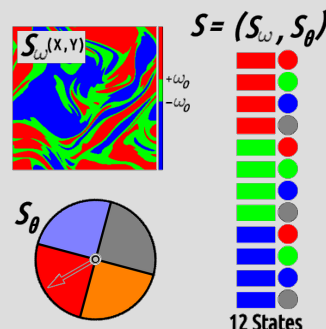 S = (Sω, Sθ)
Sω(X,Y)
+ω0
-ω0
Sθ
12 States